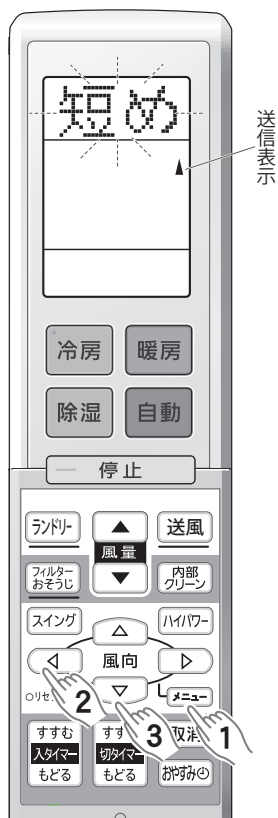 短め
送信表示
冷房
暖房
除湿
自動
停止
ランドリー
風量
送風
フィルター
おそうじ
内部
クリーン
スイング
風向
ハイパワー
2
リセ
3
メニュー
1
すすむ
入タイマー
もどる
すす
切タイマー
もどる
取消
おやすみ